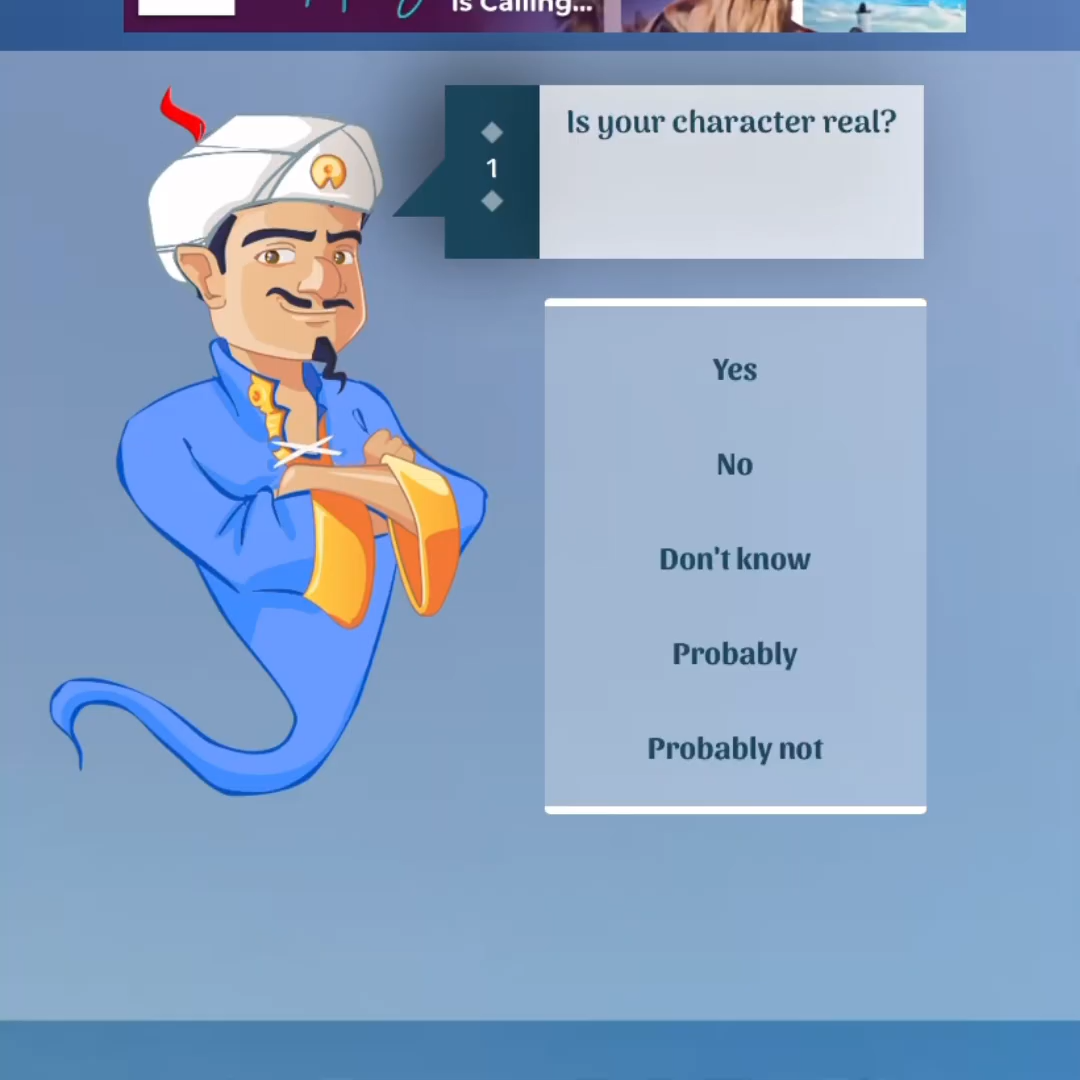 is Calling...
Is your character real?
1
Yes
No
Don't know
Probably
Probably not